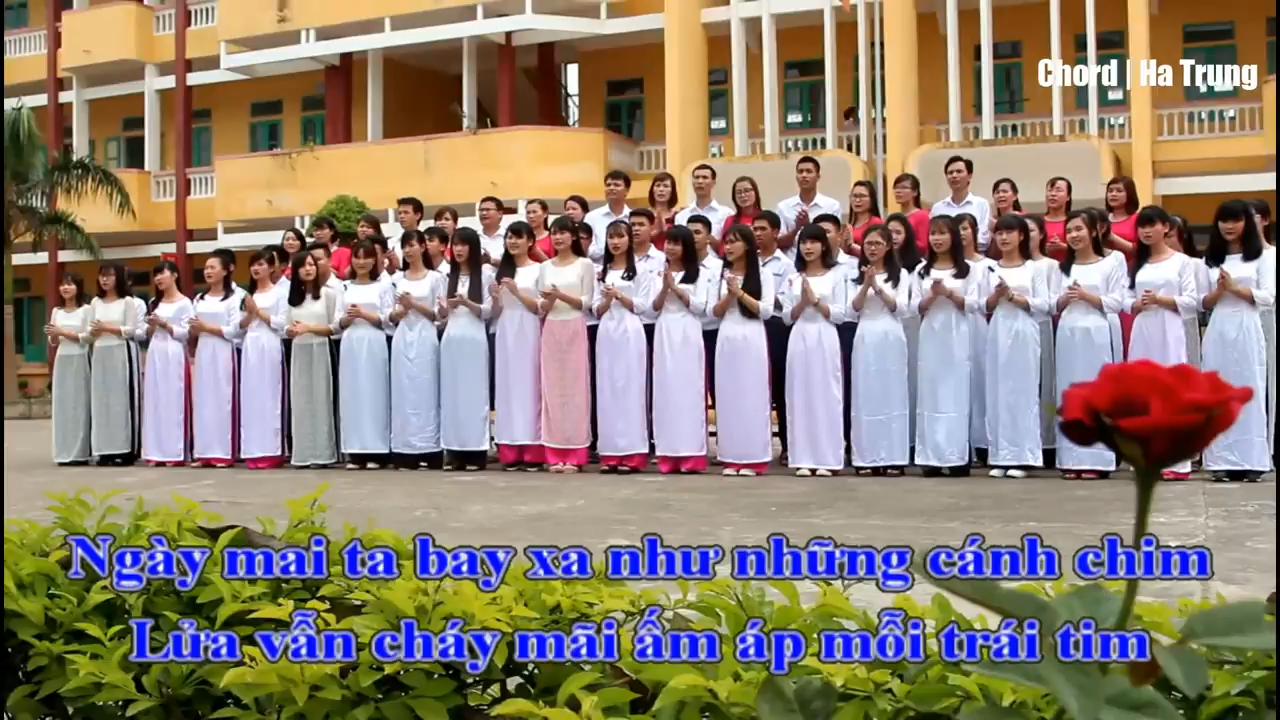 Chord | Ha Trung
Ngày mai ta bay xa như những cánh chim
Lửa vẫn cháy mãi ấm áp mỗi trái tim